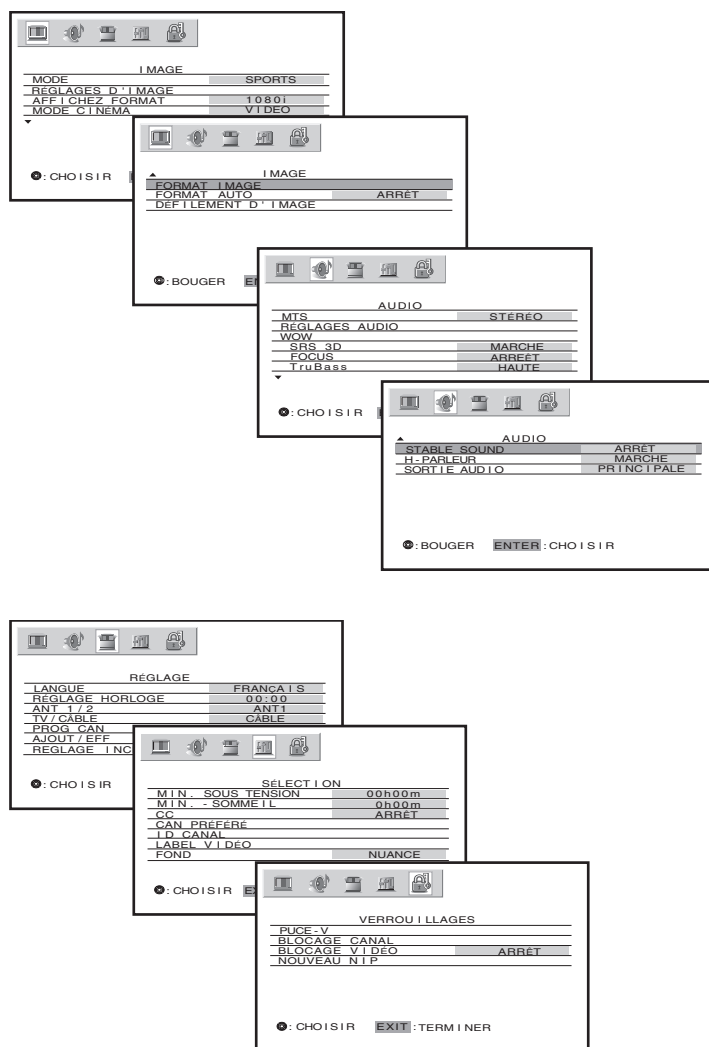 IMAGE
MODE SPORTS
RÉGLAGES D'IMAGE
AFFICHEZ FORMAT 1080i
MODE CINÉMA VIDEO
: CHOISIR
IMAGE
FORMAT IMAGE
FORMAT AUTO ARRÊT
DÉFILEMENT D'IMAGE
: BOUGER
AUDIO
MTS STÉRÉO
RÉGLAGES AUDIO
WOW
SRS 3D MARCHE
FOCUS ARREÊT
TruBass HAUTE
: CHOISIR
AUDIO
STABLE SOUND ARRÊT
H-PARLEUR MARCHE
SORTIE AUDIO PRINCIPALE
: BOUGER ENTER : CHOISIR
RÉGLAGE
LANGUE FRANÇAIS
RÉGLAGE HORLOGE 00:00
ANT 1/2 ANT1
TV/CÂBLE CÂBLE
PROG CAN
AJOUT/EFF
REGLAGE INC
: CHOISIR
SÉLECTION
MIN. SOUS TENSION 00h00m
MIN. - SOMMEIL 0h00m
CC ARRÊT
CAN PRÉFÉRÉ
ID CANAL
LABEL VIDÉO
FOND NUANCE
: CHOISIR
VERROUILLAGES
PUCE-V
BLOCAGE CANAL
BLOCAGE VIDÉO ARRÊT
NOUVEAU NIP
: CHOISIR EXIT : TERMINER